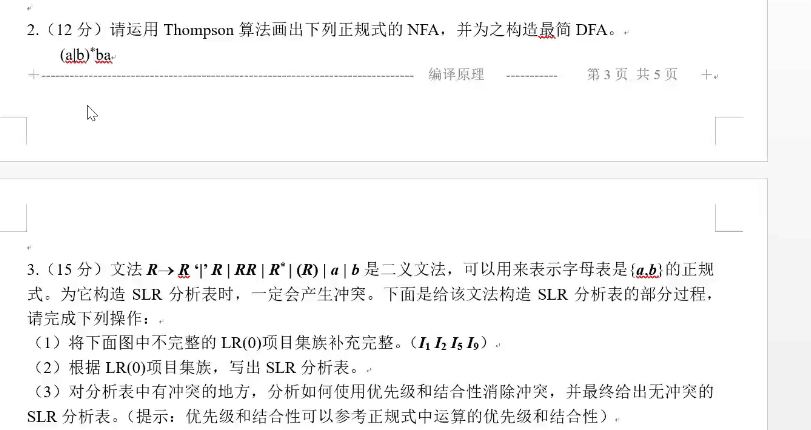 2.（12 分）请运用 Thompson 算法画出下列正规式的 NFA，并为之构造最简 DFA。
(a|b)*ba
编译原理 第 3 页 共 5 页
3.（15 分）文法 R→ R ‘|’ R | RR | R* | (R) | a | b 是二义文法，可以用来表示字母表是{a,b}的正规
式。为它构造 SLR 分析表时，一定会产生冲突。下面是给该文法构造 SLR 分析表的部分过程，
请完成下列操作：
（1）将下面图中不完整的 LR(0)项目集族补充完整。（I1 I2 I5 I9）
（2）根据 LR(0)项目集族，写出 SLR 分析表。
（3）对分析表中有冲突的地方，分析如何使用优先级和结合性消除冲突，并最终给出无冲突的
SLR 分析表。（提示：优先级和结合性可以参考正规式中运算的优先级和结合性）